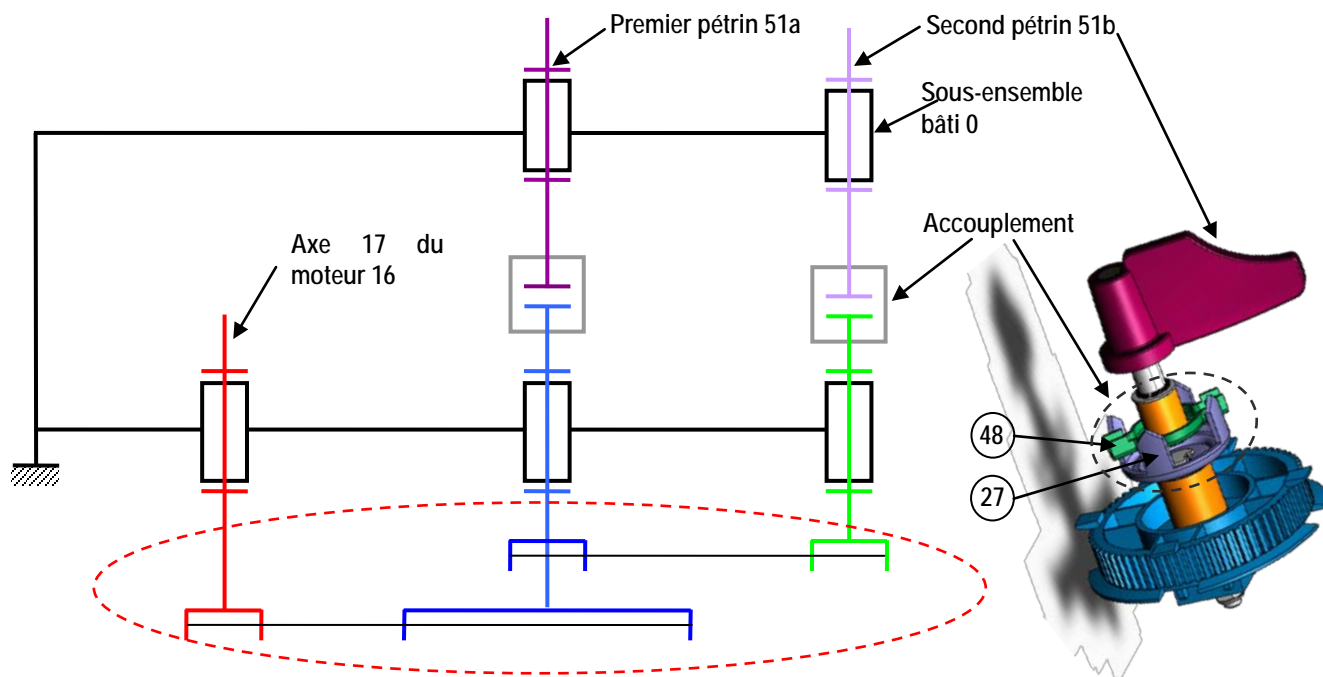 Premier pétrin 51a
Second pétrin 51b
Sous-ensemble
bâti 0
Accouplement
Axe 17 du
moteur 16
48
27